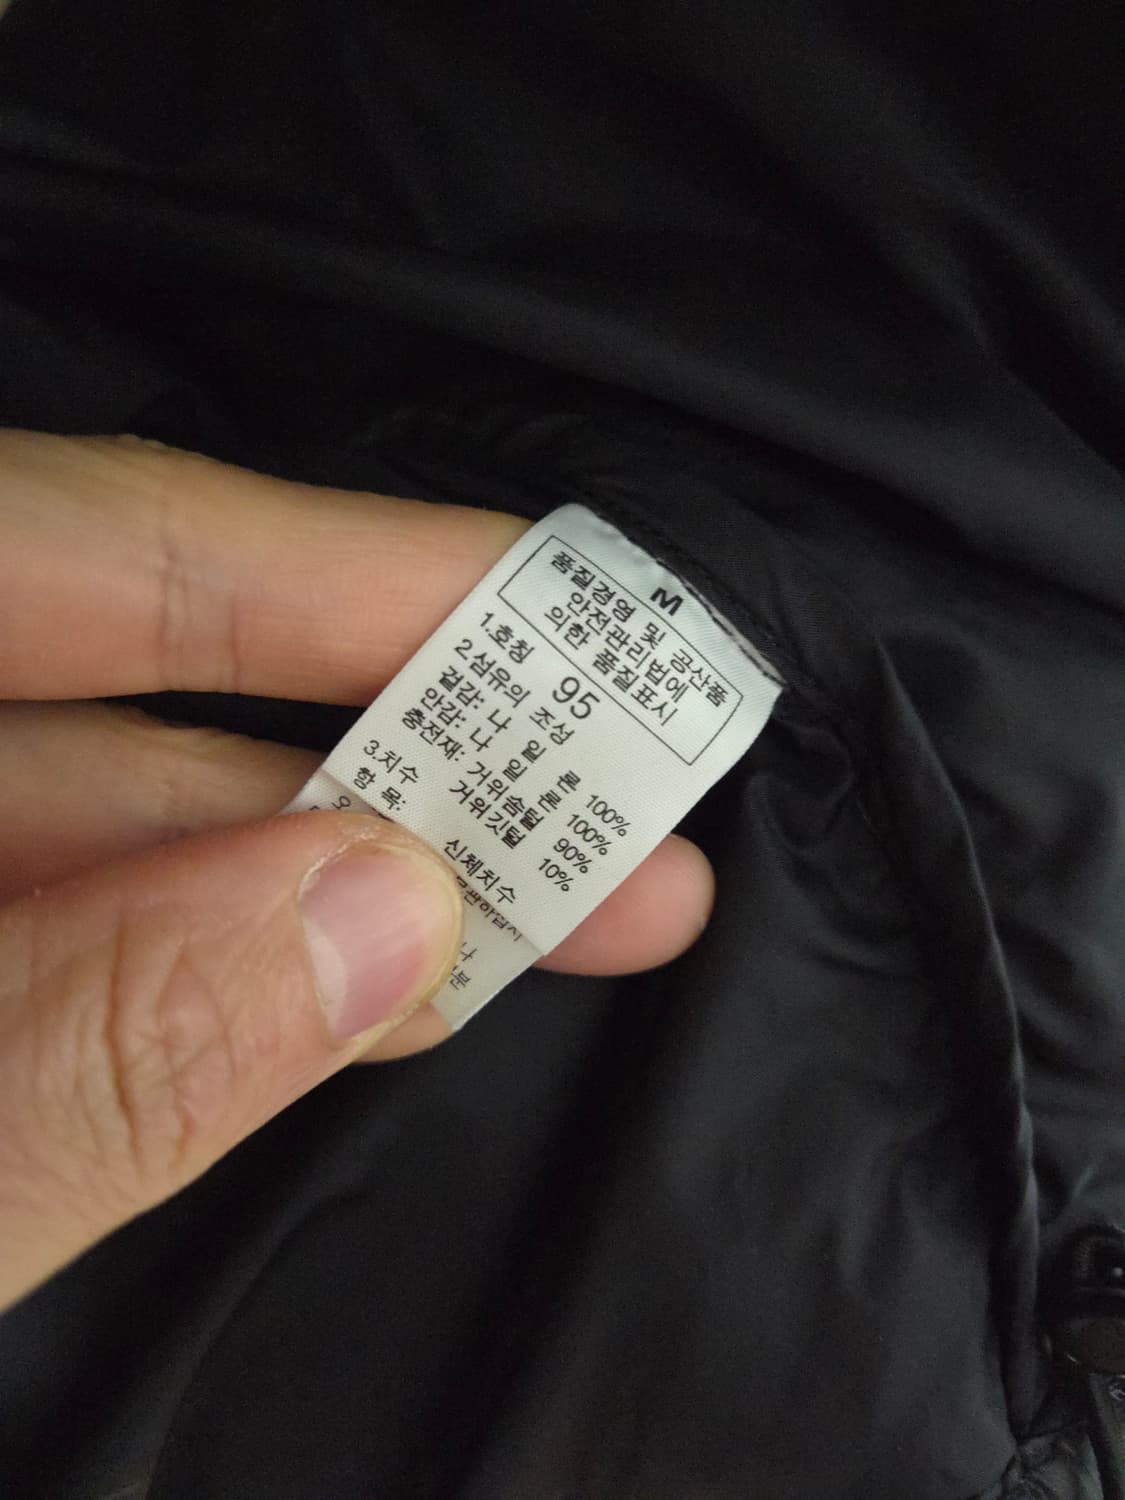 M
품질경영 및 공산품
안전관리법에
의한 품질표시
1.호칭 95
2.섬유의 조성
겉감: 나 일 론 100%
안감: 나 일 론 100%
충전재: 거위솜털 90%
거위깃털 10%
3.치수
항 목: 신체치수